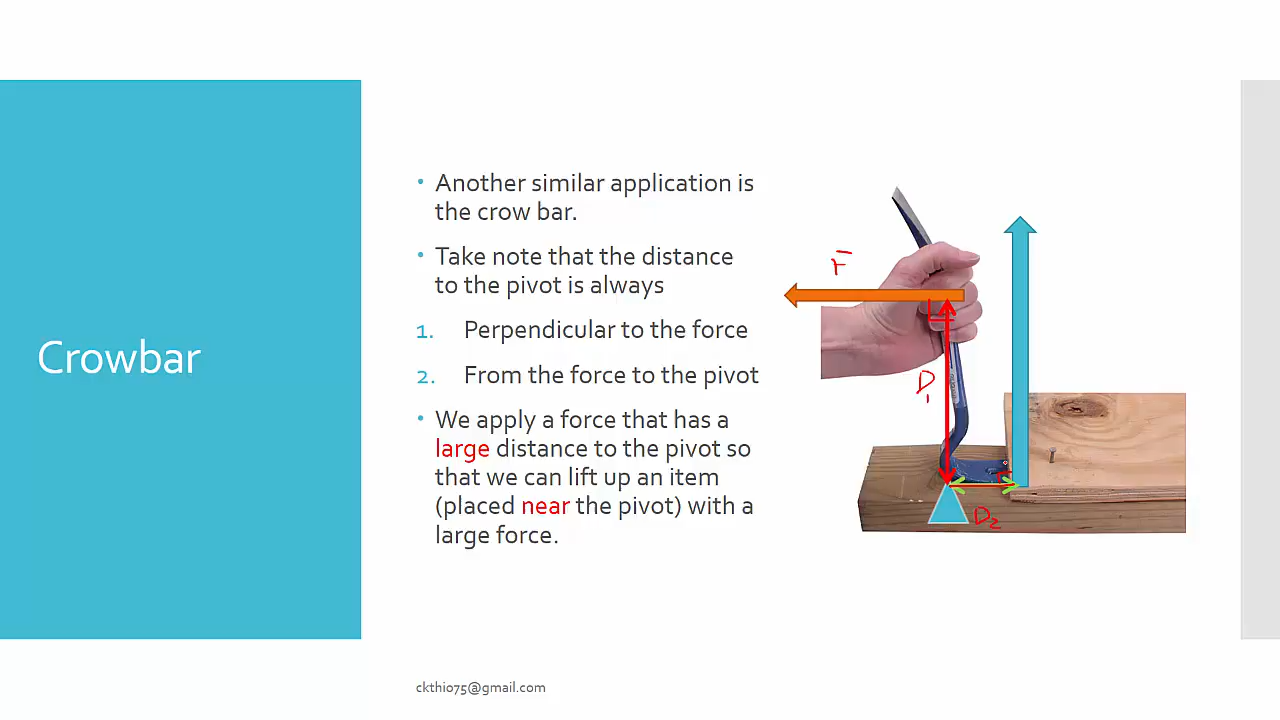 Crowbar
• Another similar application is
the crow bar.
• Take note that the distance
to the pivot is always
1. Perpendicular to the force
2. From the force to the pivot
• We apply a force that has a
large distance to the pivot so
that we can lift up an item
(placed near the pivot) with a
large force.
F
D1
D2
ckthio75@gmail.com